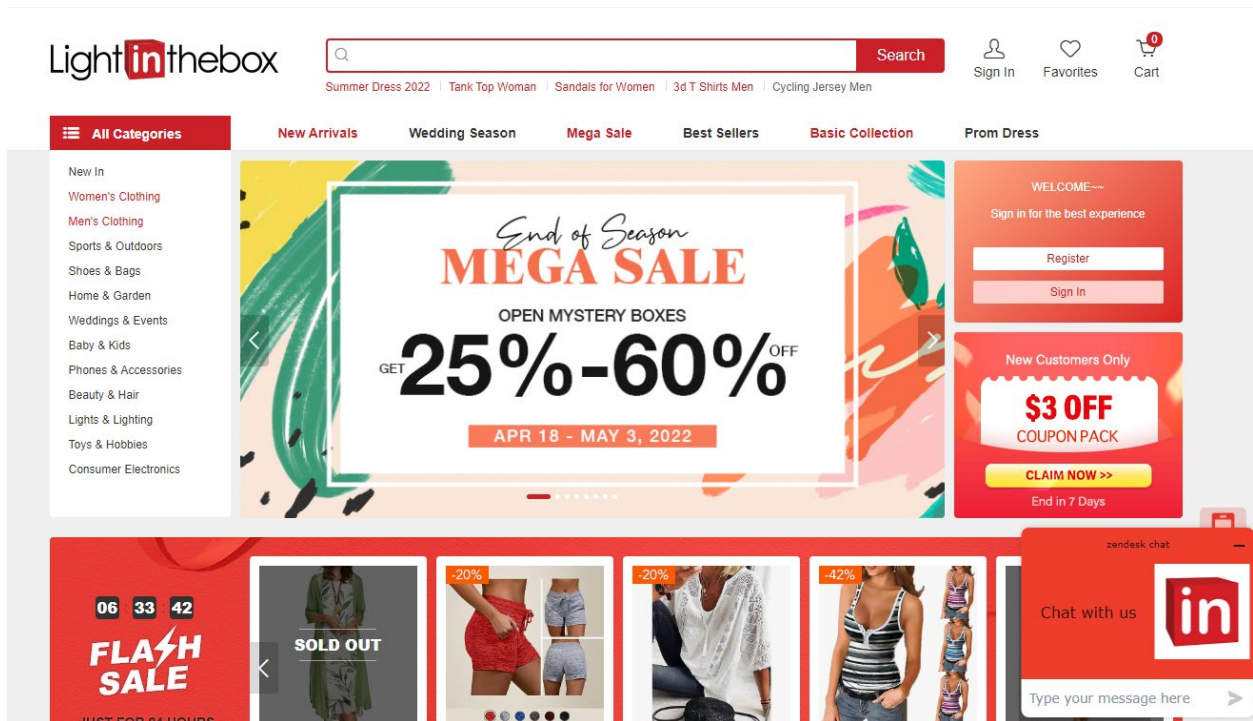 Lightinthebox
Search
Summer Dress 2022 Tank Top Woman Sandals for Women 3d T Shirts Men Cycling Jersey Men
Sign In
Favorites
0
Cart
All Categories
New Arrivals
Wedding Season
Mega Sale
Best Sellers
Basic Collection
Prom Dress
New In
Women's Clothing
Men's Clothing
Sports & Outdoors
Shoes & Bags
Home & Garden
Weddings & Events
Baby & Kids
Phones & Accessories
Beauty & Hair
Lights & Lighting
Toys & Hobbies
Consumer Electronics
End of Season
MEGA SALE
OPEN MYSTERY BOXES
GET 25%-60% OFF
APR 18 - MAY 3, 2022
WELCOME~~
Sign in for the best experience
Register
Sign In
New Customers Only
$3 OFF
COUPON PACK
CLAIM NOW >>
End in 7 Days
06 33 42
FLASH
SALE
JUST FOR 24 HOURS
SOLD OUT
-20%
-20%
-42%
zendesk chat
Chat with us
in
Type your message here